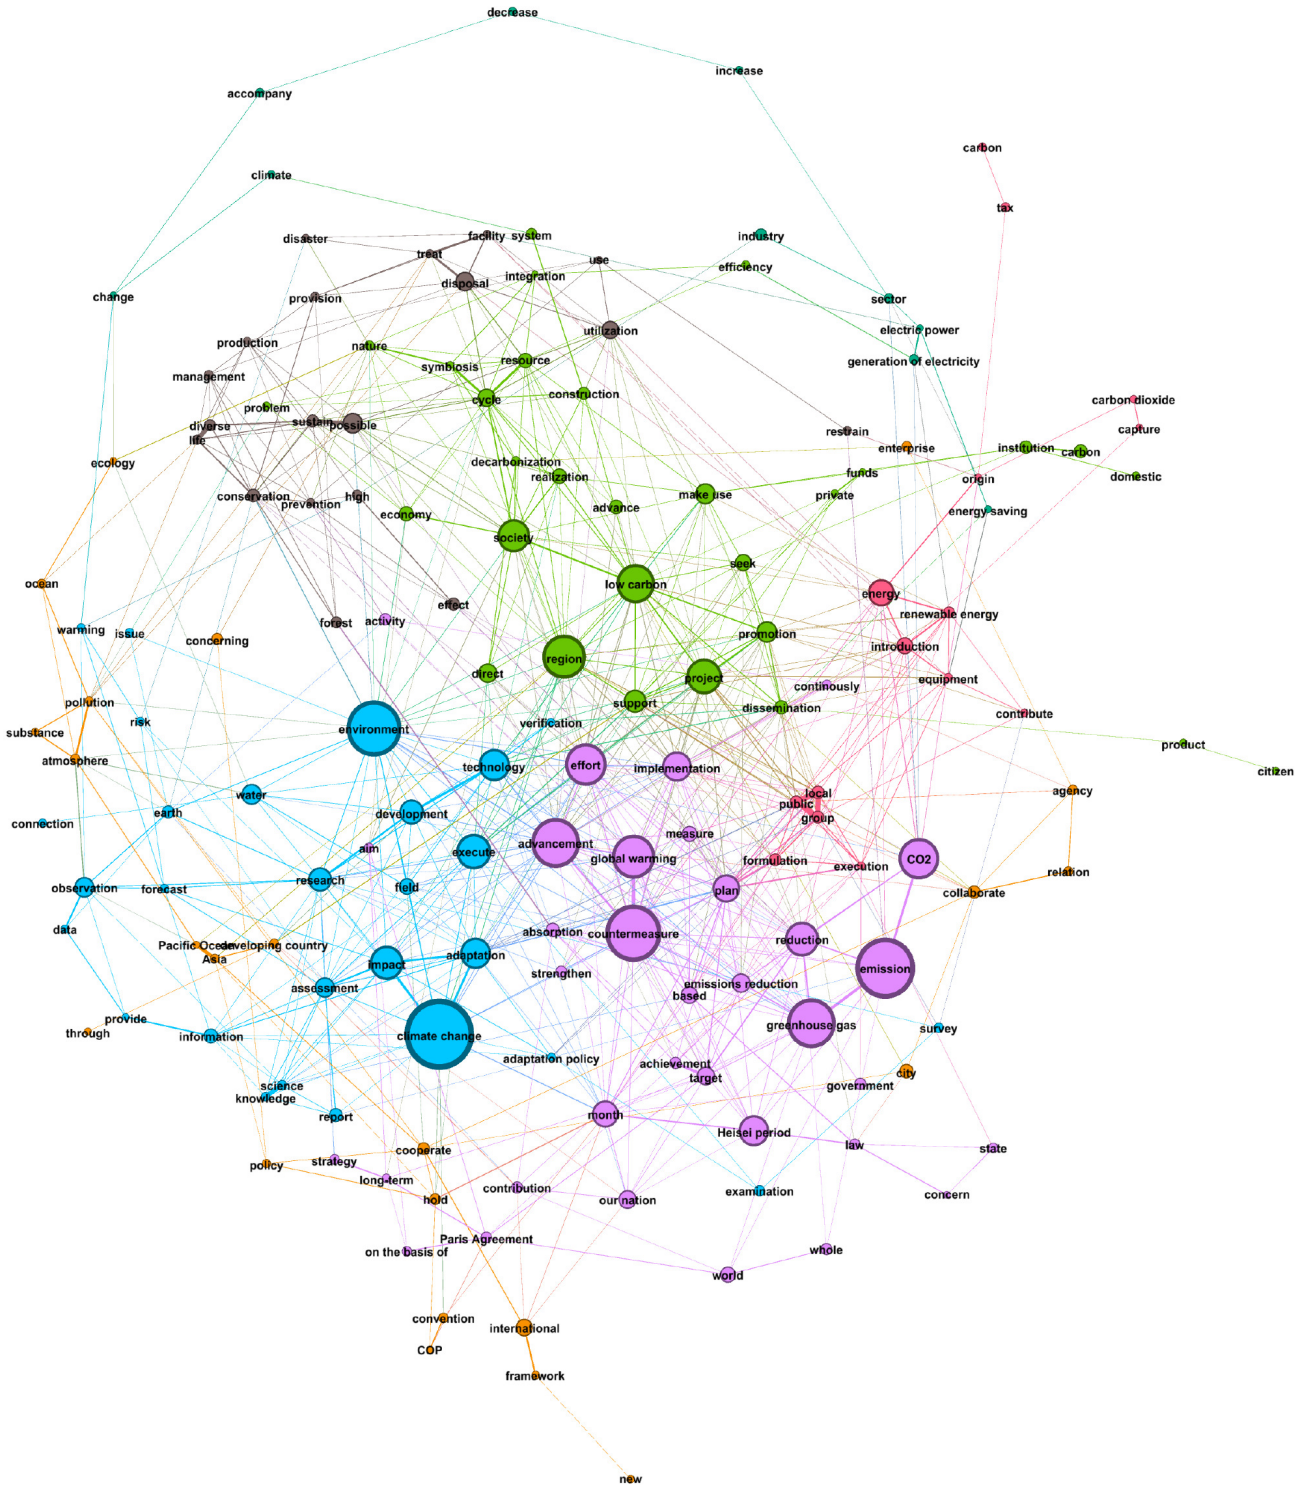 decrease
increase
accompany
carbon
climate
tax
disaster
facility
system
industry
treat
use
efficiency
integration
disposal
change
provision
sector
utilization
electric power
production
nature
generation of electricity
resource
symbiosis
management
construction
cycle
carbon dioxide
problem
sustain
possible
diverse
capture
restrain
life
enterprise
institution
carbon
ecology
decarbonization
funds
realization
origin
domestic
conservation
high
make use
private
prevention
advance
economy
energy saving
society
seek
ocean
low carbon
energy
effect
renewable energy
forest
activity
warming
issue
promotion
concerning
introduction
region
direct
project
equipment
continously
pollution
support
dissemination
contribute
risk
verification
substance
environment
product
atmosphere
technology
effort
implementation
citizen
water
local
agency
public
earth
development
group
connection
measure
aim
advancement
execute
global warming
formulation
CO2
execution
relation
observation
forecast
research
field
plan
collaborate
data
absorption
countermeasure
Pacific Ocean
developing country
reduction
Asia
impact
adaptation
strengthen
emission
assessment
emissions reduction
based
provide
through
information
climate change
greenhouse gas
survey
adaptation policy
achievement
target
city
science
government
knowledge
report
month
Heisei period
law
state
cooperate
strategy
policy
long-term
contribution
examination
concern
hold
our nation
Paris Agreement
on the basis of
whole
world
convention
international
COP
framework
new